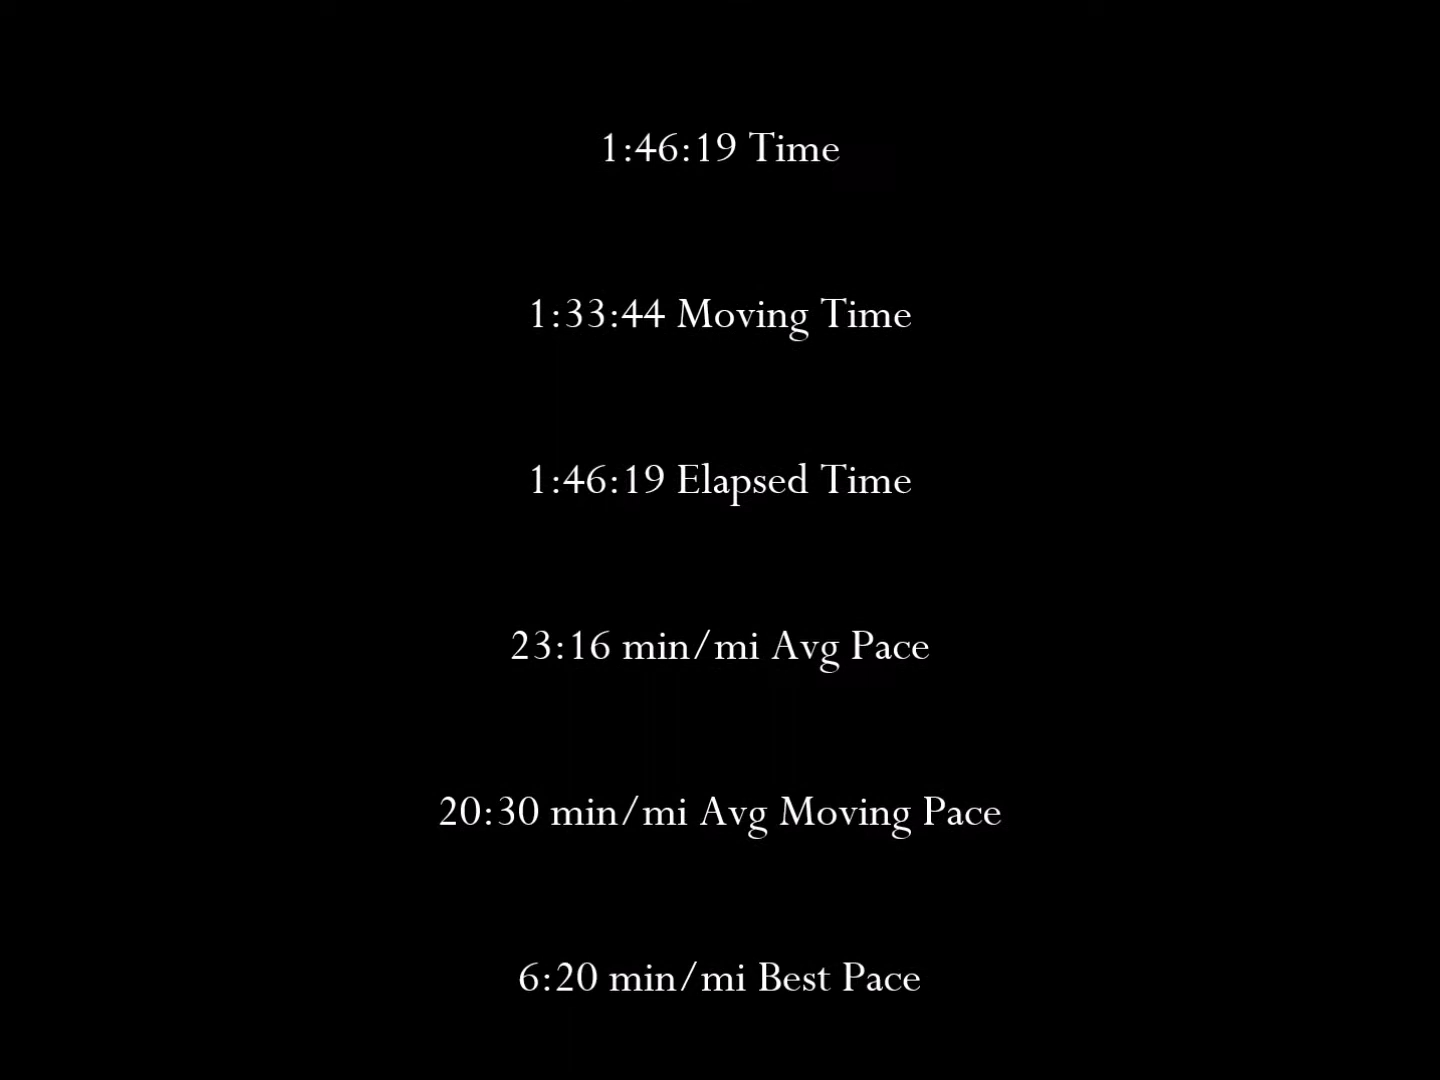 1:46:19 Time
1:33:44 Moving Time
1:46:19 Elapsed Time
23:16 min/mi Avg Pace
20:30 min/mi Avg Moving Pace
6:20 min/mi Best Pace